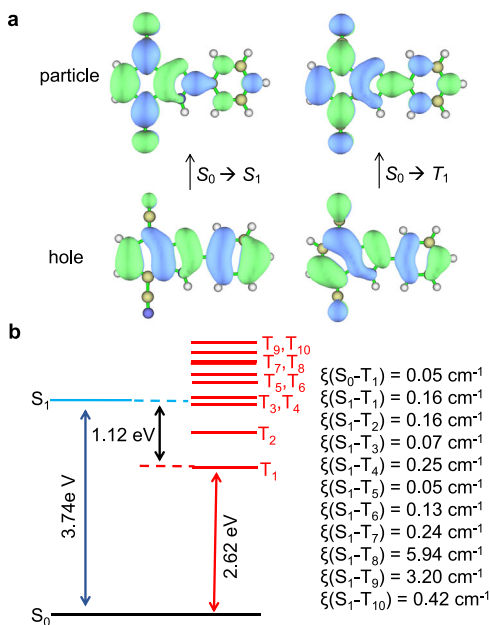 a
particle
S₀ → S₁
S₀ → T₁
hole
b
T₉,T₁₀
T₇,T₈
T₅,T₆
T₃,T₄
T₂
T₁
S₁
1.12 eV
3.74e V
2.62 eV
S₀
ξ(S₀-T₁) = 0.05 cm⁻¹
ξ(S₁-T₁) = 0.16 cm⁻¹
ξ(S₁-T₂) = 0.16 cm⁻¹
ξ(S₁-T₃) = 0.07 cm⁻¹
ξ(S₁-T₄) = 0.25 cm⁻¹
ξ(S₁-T₅) = 0.05 cm⁻¹
ξ(S₁-T₆) = 0.13 cm⁻¹
ξ(S₁-T₇) = 0.24 cm⁻¹
ξ(S₁-T₈) = 5.94 cm⁻¹
ξ(S₁-T₉) = 3.20 cm⁻¹
ξ(S₁-T₁₀) = 0.42 cm⁻¹